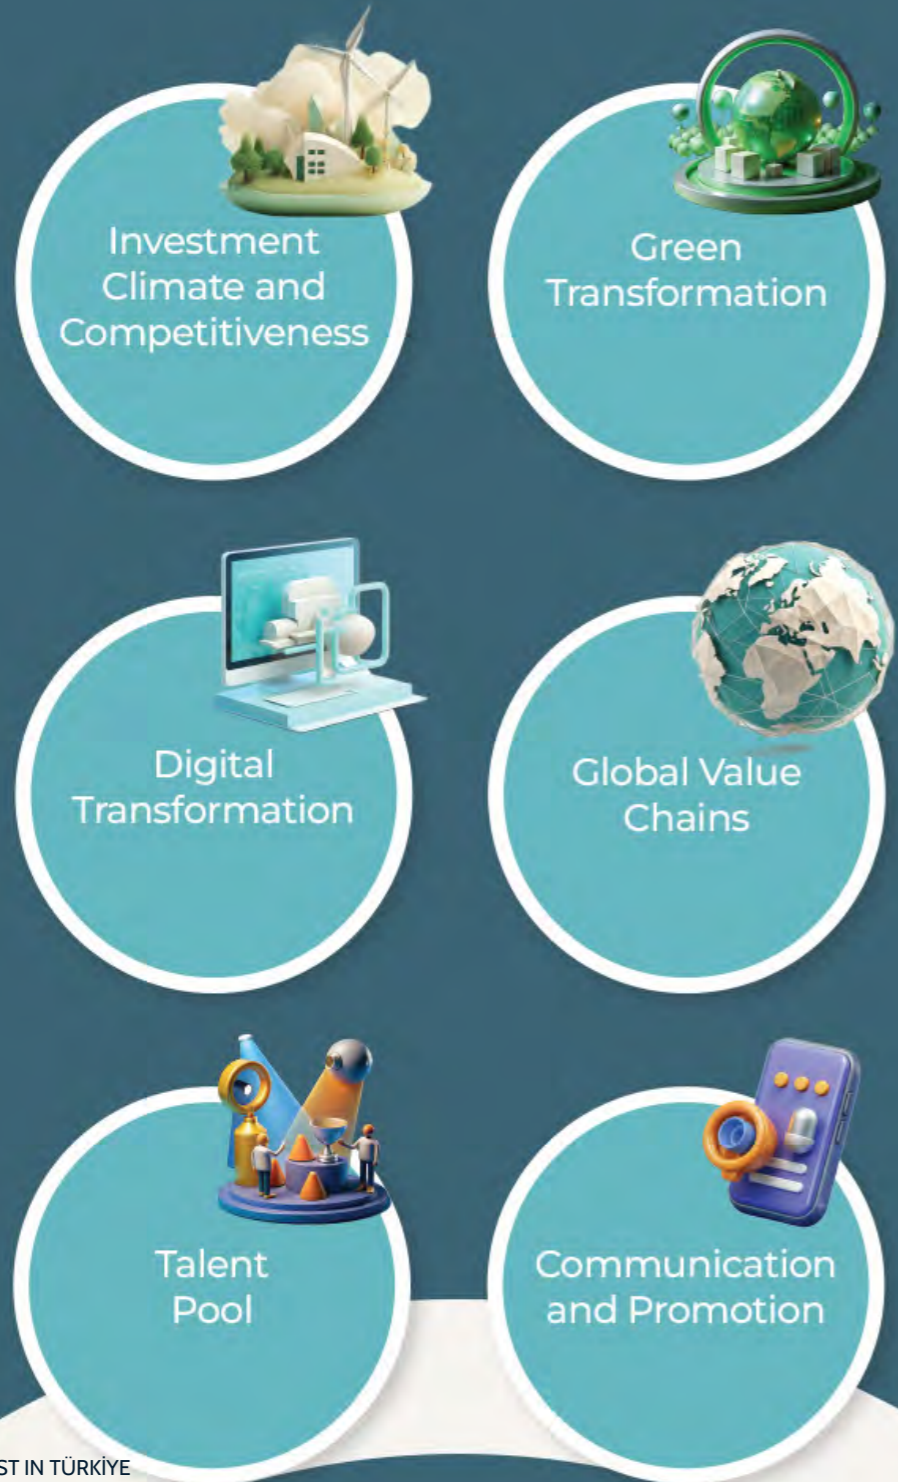 Investment
Climate and
Competitiveness
Green
Transformation
Digital
Transformation
Global Value
Chains
Talent
Pool
Communication
and Promotion
ST IN TÜRKİYE